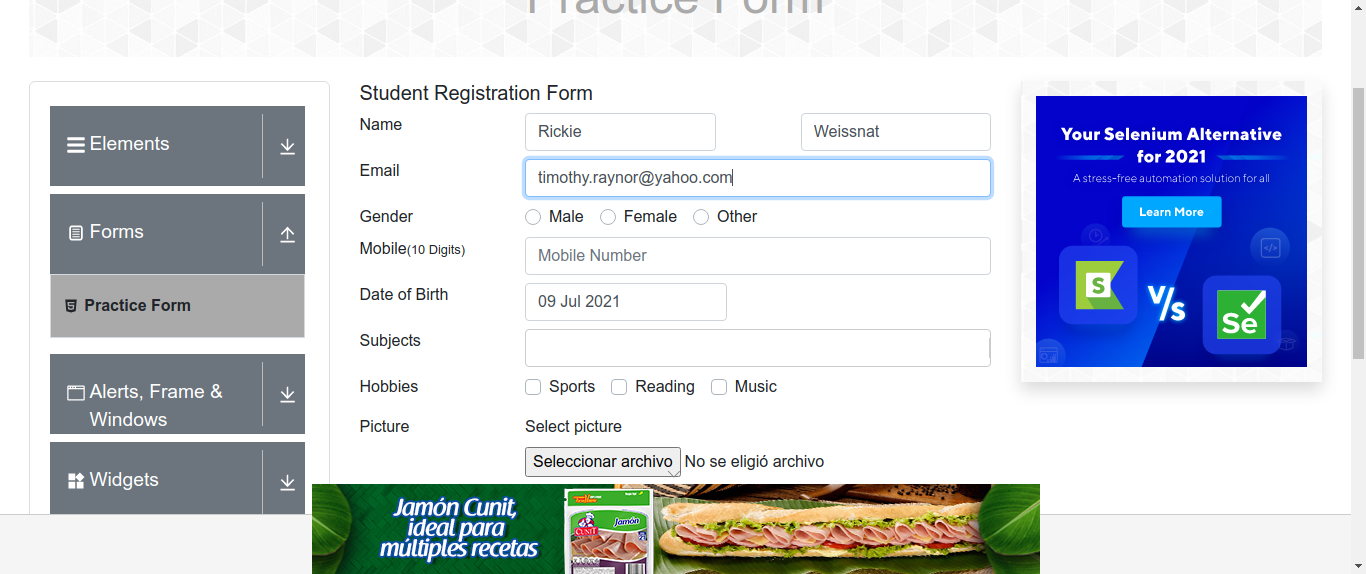 Practice Form
Elements
Forms
Practice Form
Alerts, Frame &
Windows
Widgets
Student Registration Form
Name
Rickie
Weissnat
Email
timothy.raynor@yahoo.com
Gender
Male
Female
Other
Mobile(10 Digits)
Mobile Number
Date of Birth
09 Jul 2021
Subjects
Hobbies
Sports
Reading
Music
Picture
Select picture
Seleccionar archivo
No se eligió archivo
Your Selenium Alternative
for 2021
A stress-free automation solution for all
Learn More
S
V/s
Se
Jamón Cunit,
ideal para
múltiples recetas
CUNIT
Jamón